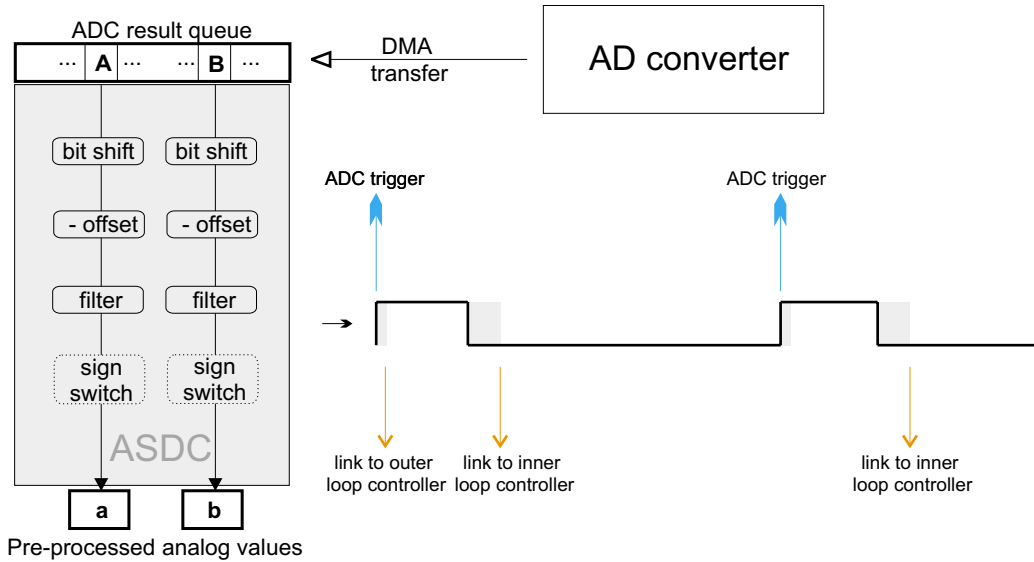 ADC result queue
... A ... ... B ...
DMA
transfer
AD converter
bit shift bit shift
- offset - offset
filter filter
sign
switch
sign
switch
ASDC
a b
Pre-processed analog values
ADC trigger
ADC trigger
link to outer
loop controller
link to inner
loop controller
link to inner
loop controller